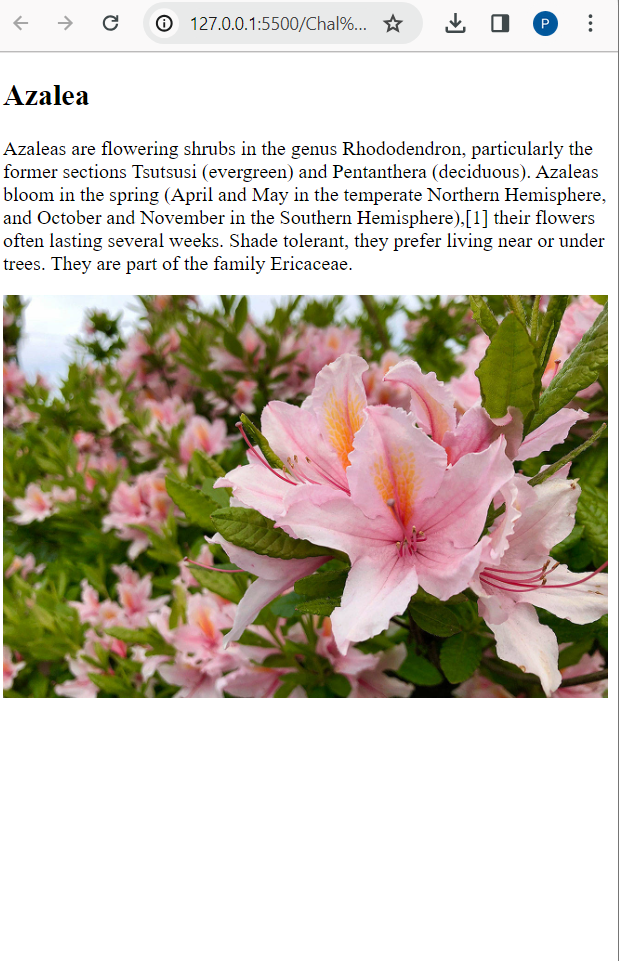 127.0.0.1:5500/Chal%...
P
Azalea
Azaleas are flowering shrubs in the genus Rhododendron, particularly the
former sections Tsutsusi (evergreen) and Pentanthera (deciduous). Azaleas
bloom in the spring (April and May in the temperate Northern Hemisphere,
and October and November in the Southern Hemisphere),[1] their flowers
often lasting several weeks. Shade tolerant, they prefer living near or under
trees. They are part of the family Ericaceae.